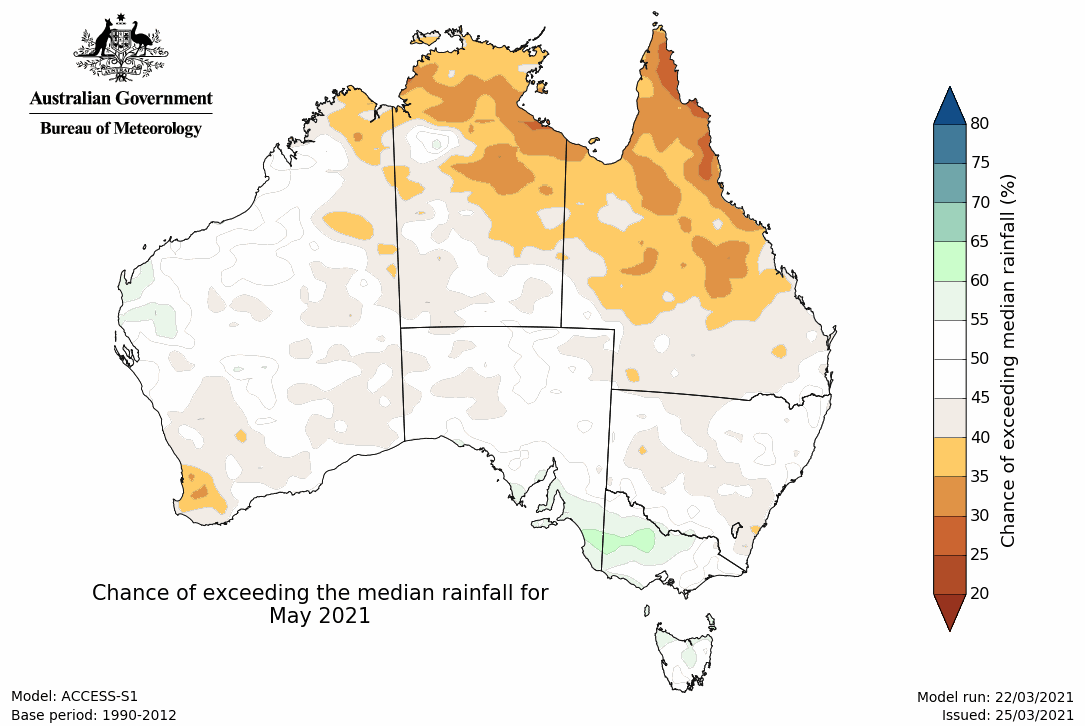 Australian Government
Bureau of Meteorology
80
75
70
65
60
55
50
45
40
35
30
25
20
Chance of exceeding median rainfall (%)
Chance of exceeding the median rainfall for
May 2021
Model: ACCESS-S1
Base period: 1990-2012
Model run: 22/03/2021
Issued: 25/03/2021